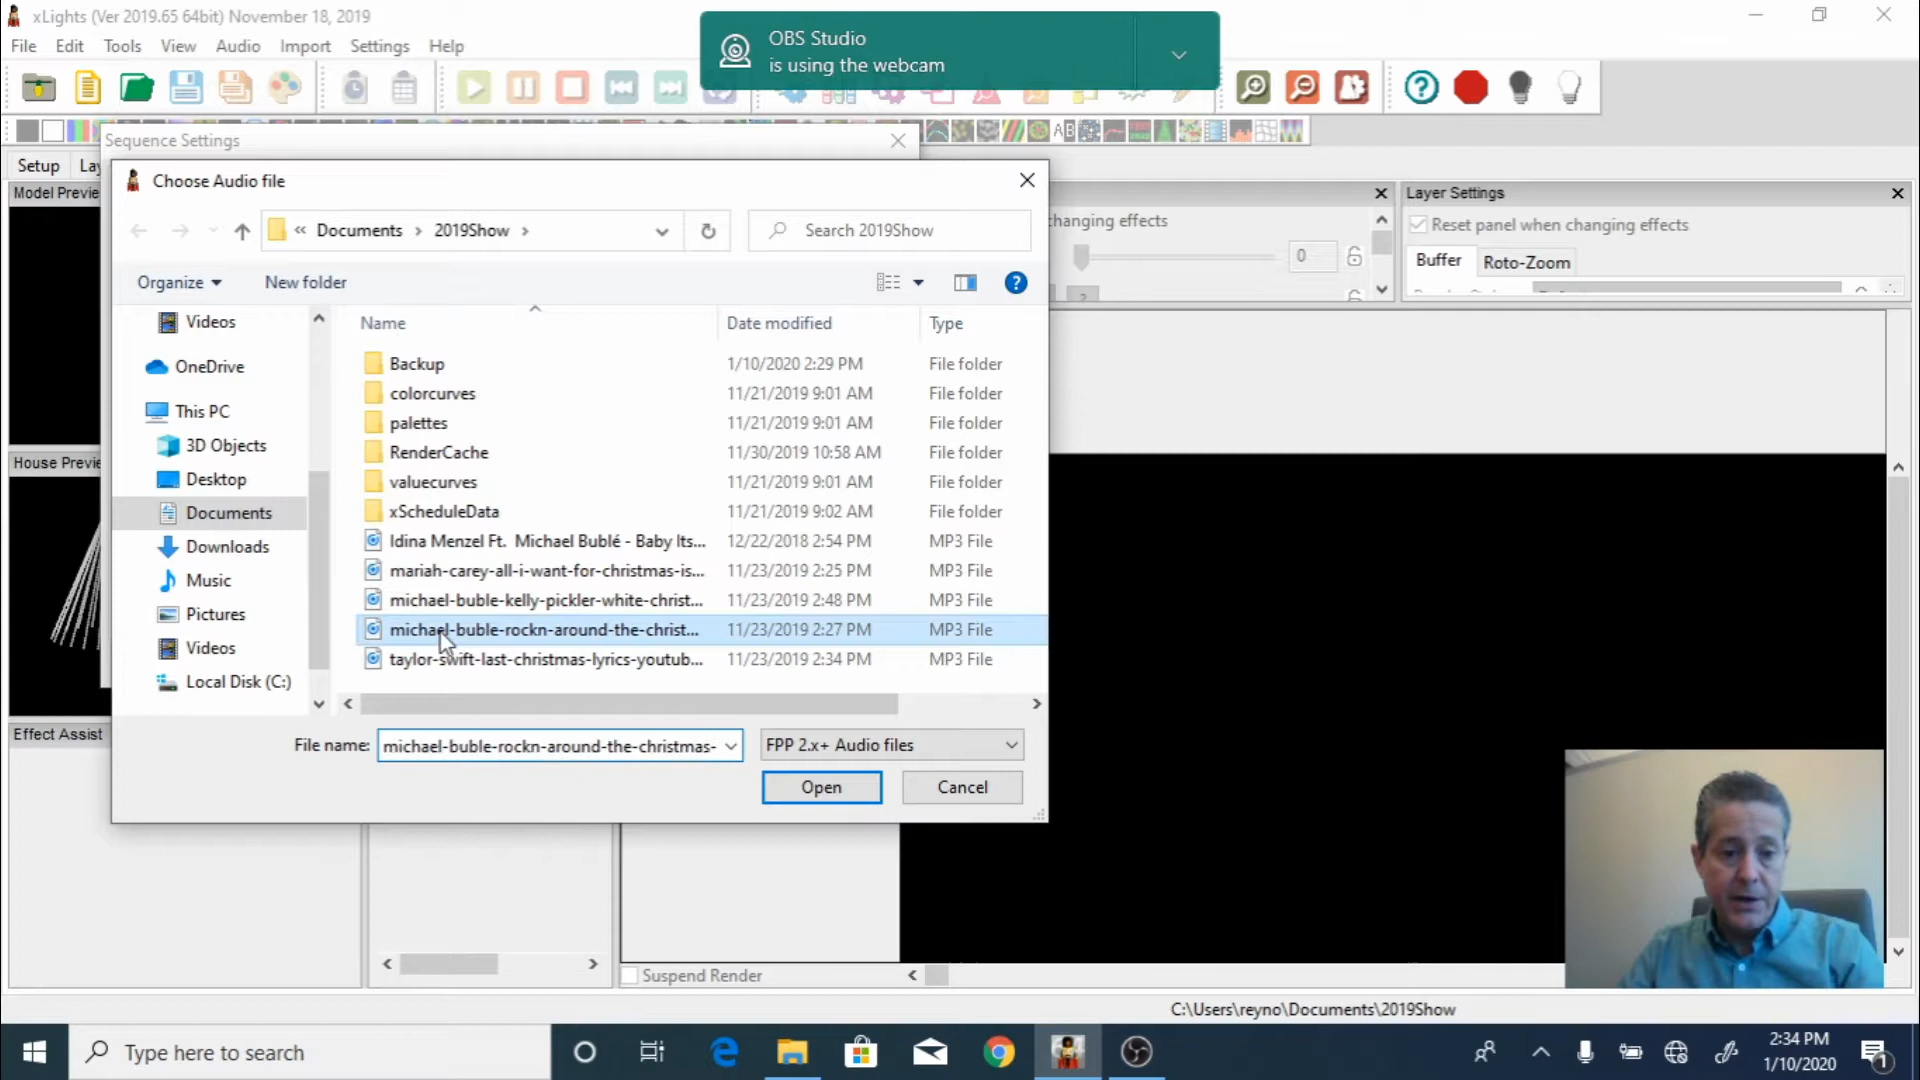 xLights (Ver 2019.65 64bit) November 18, 2019
OBS Studio
is using the webcam
File Edit Tools View Audio Import Settings Help
Sequence Settings
Setup
Model Previe
Choose Audio file
Layer Settings
Documents 2019Show
Search 2019Show
hanging effects
Reset panel when changing effects
0
Buffer Roto-Zoom
Organize New folder
Name Date modified Type
Videos
OneDrive
This PC
3D Objects
Desktop
Documents
Downloads
Music
Pictures
Videos
Local Disk (C:)
Backup 1/10/2020 2:29 PM File folder
colorcurves 11/21/2019 9:01 AM File folder
palettes 11/21/2019 9:01 AM File folder
RenderCache 11/30/2019 10:58 AM File folder
valuecurves 11/21/2019 9:01 AM File folder
xScheduleData 11/21/2019 9:02 AM File folder
Idina Menzel Ft. Michael Bublé - Baby Its... 12/22/2018 2:54 PM MP3 File
mariah-carey-all-i-want-for-christmas-is... 11/23/2019 2:25 PM MP3 File
michael-buble-kelly-pickler-white-christ... 11/23/2019 2:48 PM MP3 File
michael-buble-rockn-around-the-christ... 11/23/2019 2:27 PM MP3 File
taylor-swift-last-christmas-lyrics-youtub... 11/23/2019 2:34 PM MP3 File
House Previe
Effect Assist
File name: michael-buble-rockn-around-the-christmas- FPP 2.x+ Audio files
Open Cancel
Suspend Render
C:\Users\reyno\Documents\2019Show
Type here to search
2:34 PM
1/10/2020
1